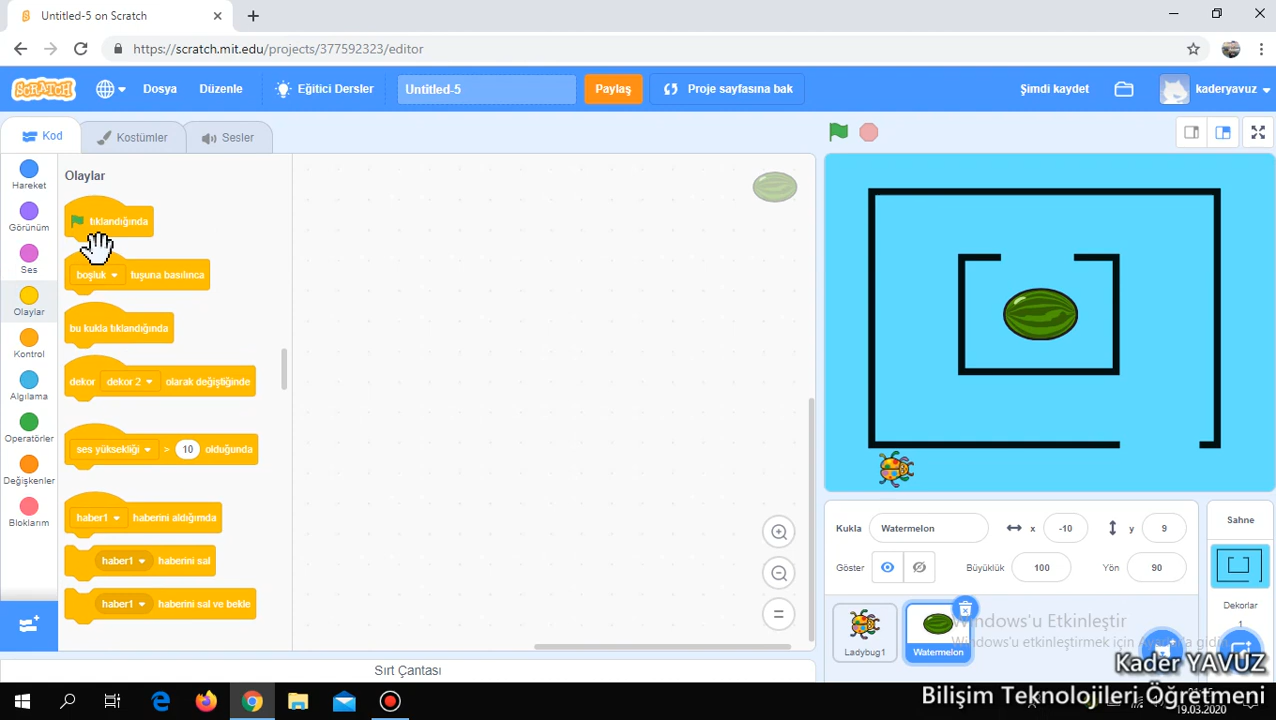 Untitled-5 on Scratch
https://scratch.mit.edu/projects/377592323/editor
SCRATCH
Dosya
Düzenle
Eğitici Dersler
Untitled-5
Paylaş
Proje sayfasına bak
Şimdi kaydet
kaderyavuz
Kod
Kostümler
Sesler
Hareket
Görünüm
Ses
Olaylar
Kontrol
Algılama
Operatörler
Değişkenler
Bloklarım
Olaylar
tıklandığında
boşluk tuşuna basılınca
bu kukla tıklandığında
dekor dekor 2 olarak değiştiğinde
ses yüksekliği > 10 olduğunda
haber1 haberini aldığımda
haber1 haberini sal
haber1 haberini sal ve bekle
Sırt Çantası
Kukla Watermelon x -10 y 9
Göster Büyüklük 100 Yön 90
Ladybug1
Watermelon
Sahne
Dekorlar
1
Windows'u Etkinleştir
Windows'u etkinleştirmek için
Kader YAVUZ
Bilişim Teknolojileri Öğretmeni
19.03.2020